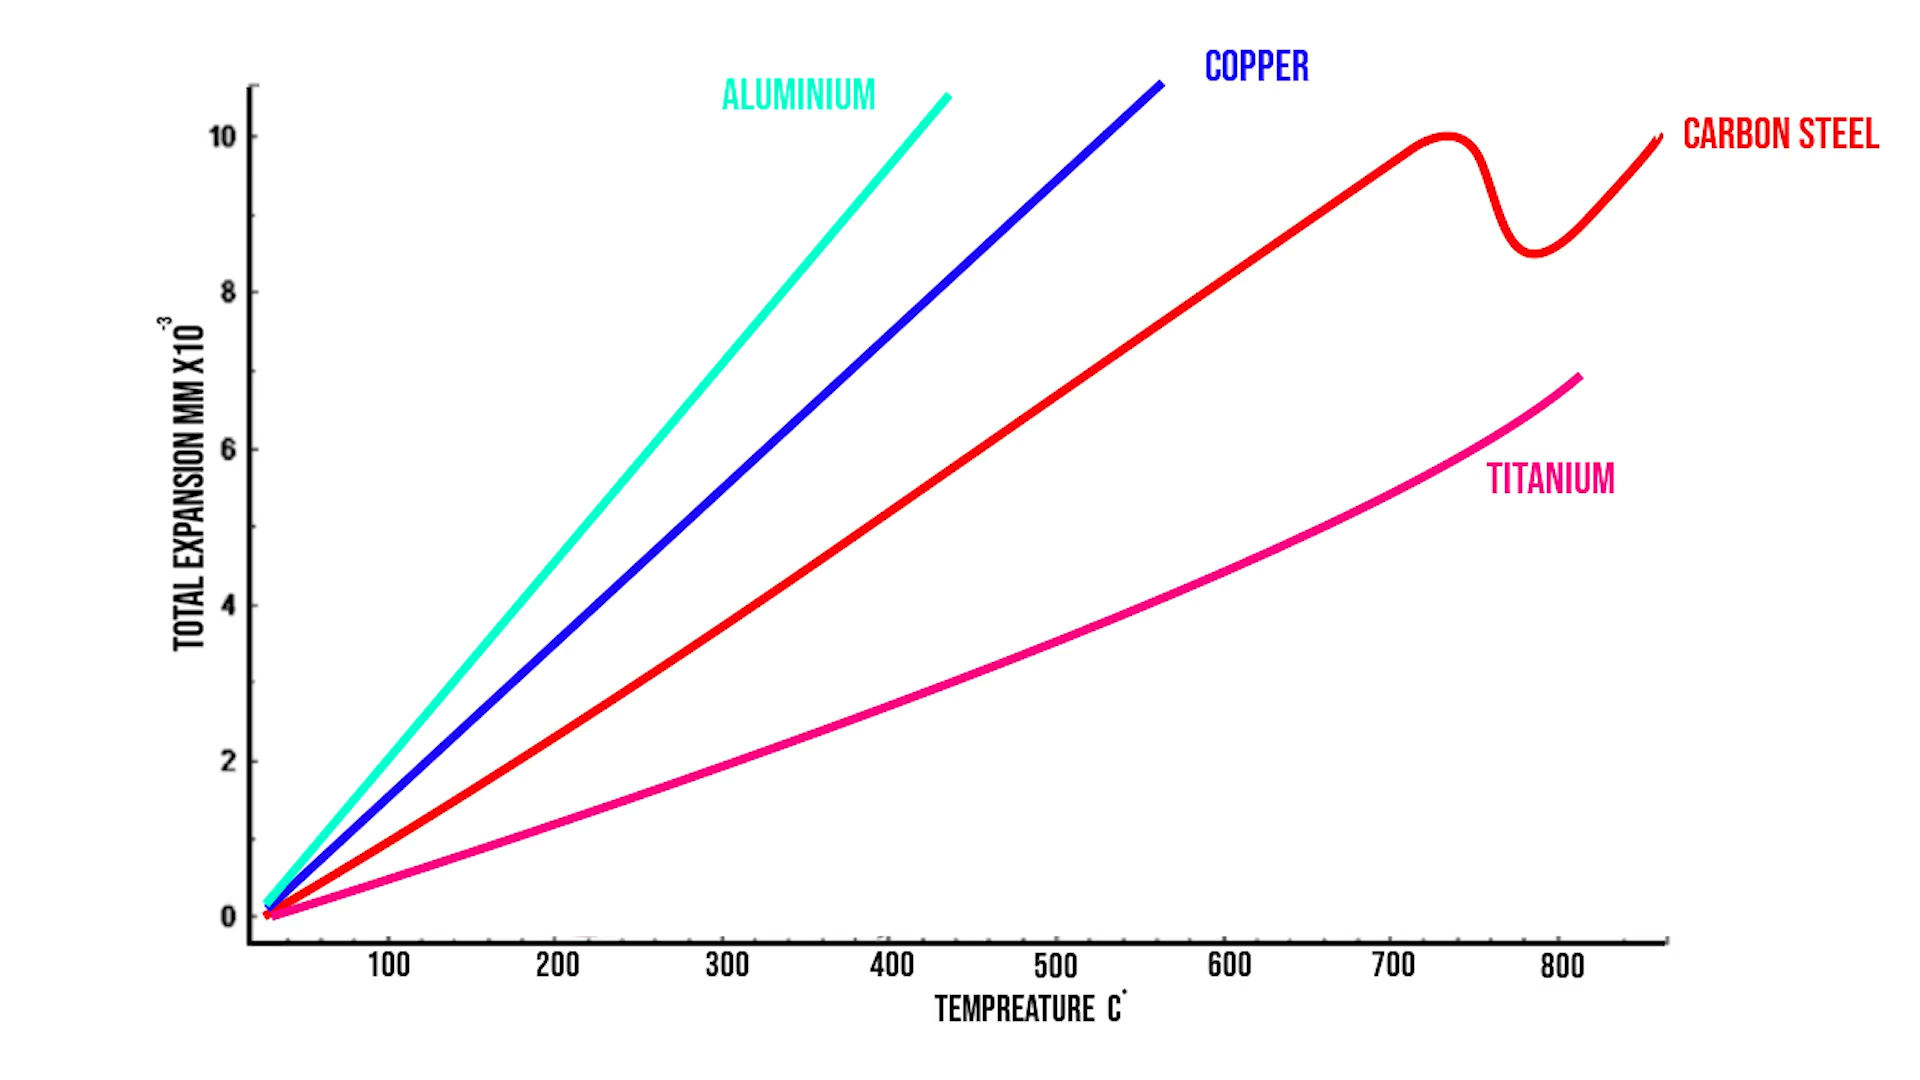 COPPER
ALUMINIUM
CARBON STEEL
10
8
6
4
2
0
TOTAL EXPANSION MM X10⁻³
TITANIUM
100 200 300 400 500 600 700 800
TEMPREATURE C°